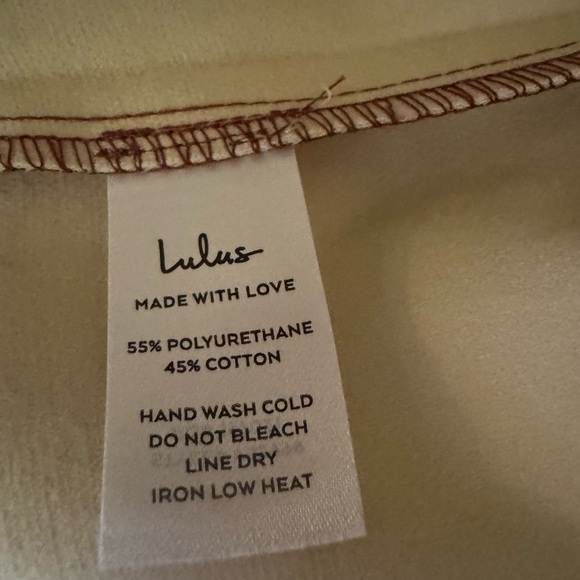 Lulus
MADE WITH LOVE
55% POLYURETHANE
45% COTTON
HAND WASH COLD
DO NOT BLEACH
LINE DRY
IRON LOW HEAT